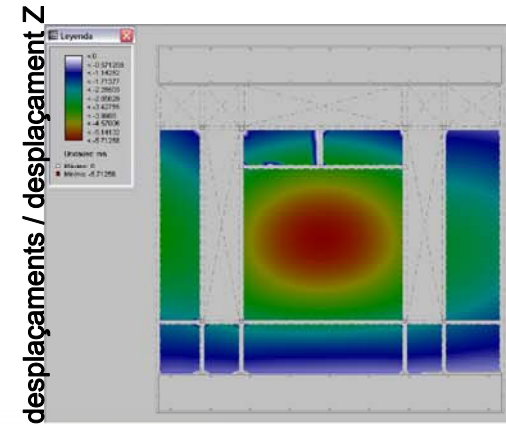 desplaçaments / desplaçament Z
Leyenda
<0
<-0.571258
<-1.14252
<-1.71377
<-2.28503
<-2.85629
<-3.42755
<-3.9988
<-4.57006
<-5.14132
<-5.71258
Unidades: mm
Máximo: 0
Mínimo: -5.71258